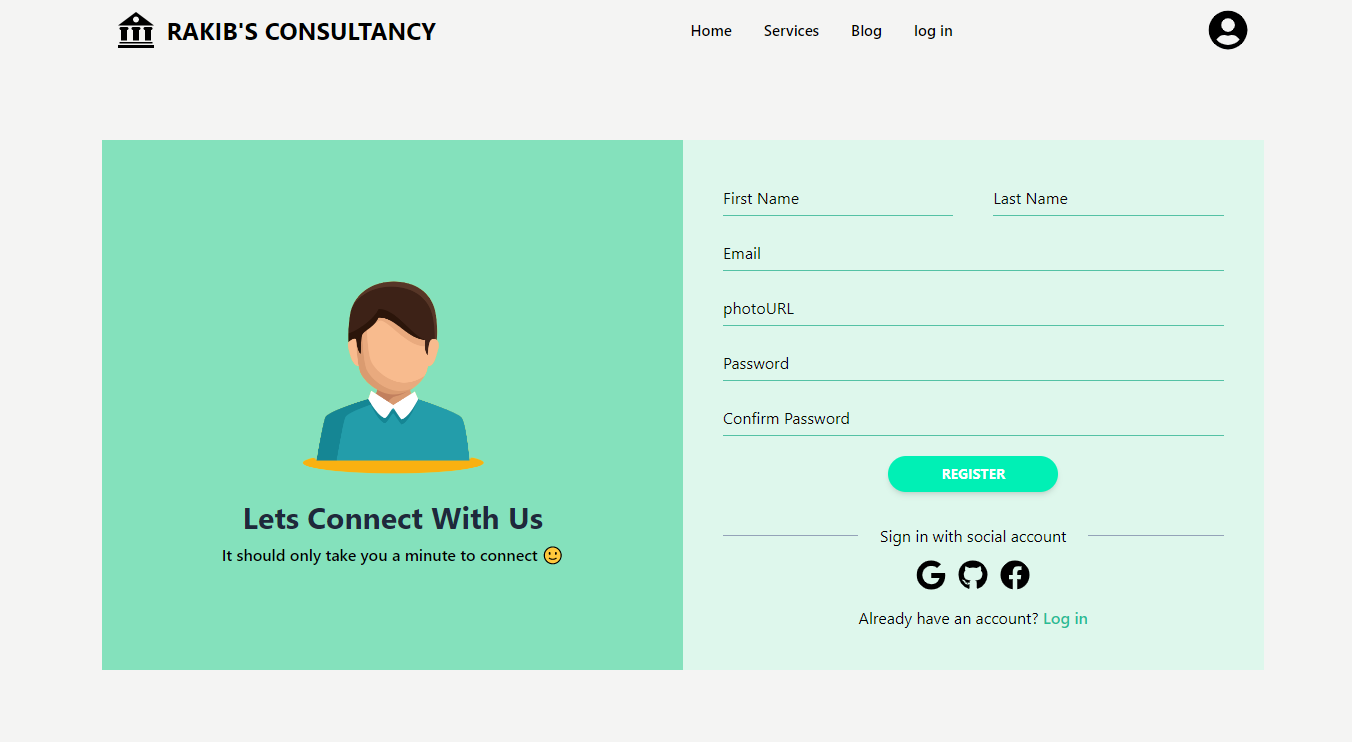 RAKIB'S CONSULTANCY
Home Services Blog log in
First Name Last Name
Email
photoURL
Password
Confirm Password
REGISTER
Lets Connect With Us
It should only take you a minute to connect 🙂
Sign in with social account
Already have an account? Log in